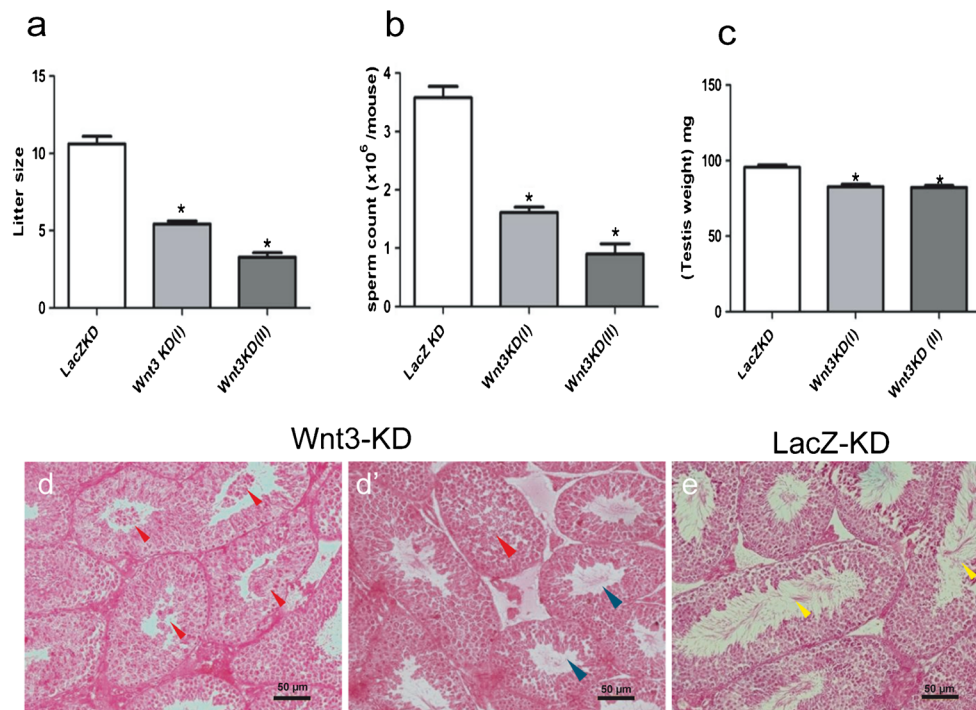 a
b
c
Litter size
15
10
5
0
*
*
LacZKD
Wnt3 KD(I)
Wnt3KD(II)
sperm count (x10⁶ /mouse)
4
3
2
1
0
*
*
LacZ KD
Wnt3KD(I)
Wnt3KD(II)
(Testis weight) mg
150
100
50
0
*
*
LacZKD
Wnt3KD(I)
Wnt3KD (II)
Wnt3-KD
LacZ-KD
d
d'
e
50 μm
50 μm
50 μm